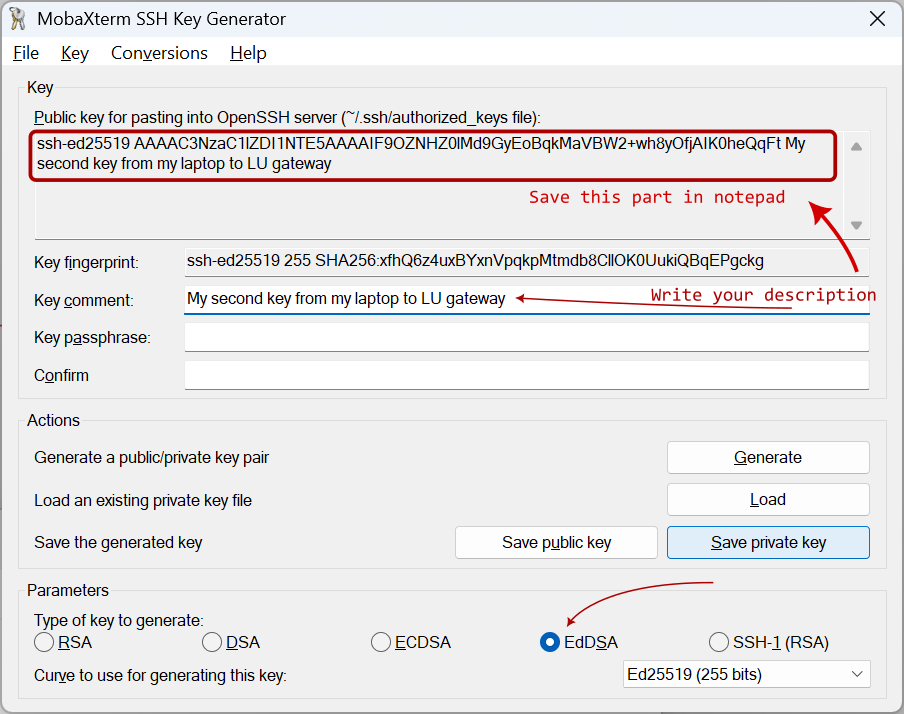 MobaXterm SSH Key Generator
File Key Conversions Help
Key
Public key for pasting into OpenSSH server (~/.ssh/authorized_keys file):
ssh-ed25519 AAAAC3NzaC1lZDI1NTE5AAAAIF9OZNHZ0lMd9GyEoBqkMaVBW2+wh8yOfjAIK0heQqFt My
second key from my laptop to LU gateway
Save this part in notepad
Key fingerprint: ssh-ed25519 255 SHA256:xfhQ6z4uxBYxnVpqkpMtmdb8CllOK0UukiQBqEPgckg
Key comment: My second key from my laptop to LU gateway Write your description
Key passphrase:
Confirm
Actions
Generate a public/private key pair Generate
Load an existing private key file Load
Save the generated key Save public key Save private key
Parameters
Type of key to generate:
RSA DSA ECDSA EdDSA SSH-1 (RSA)
Curve to use for generating this key: Ed25519 (255 bits)